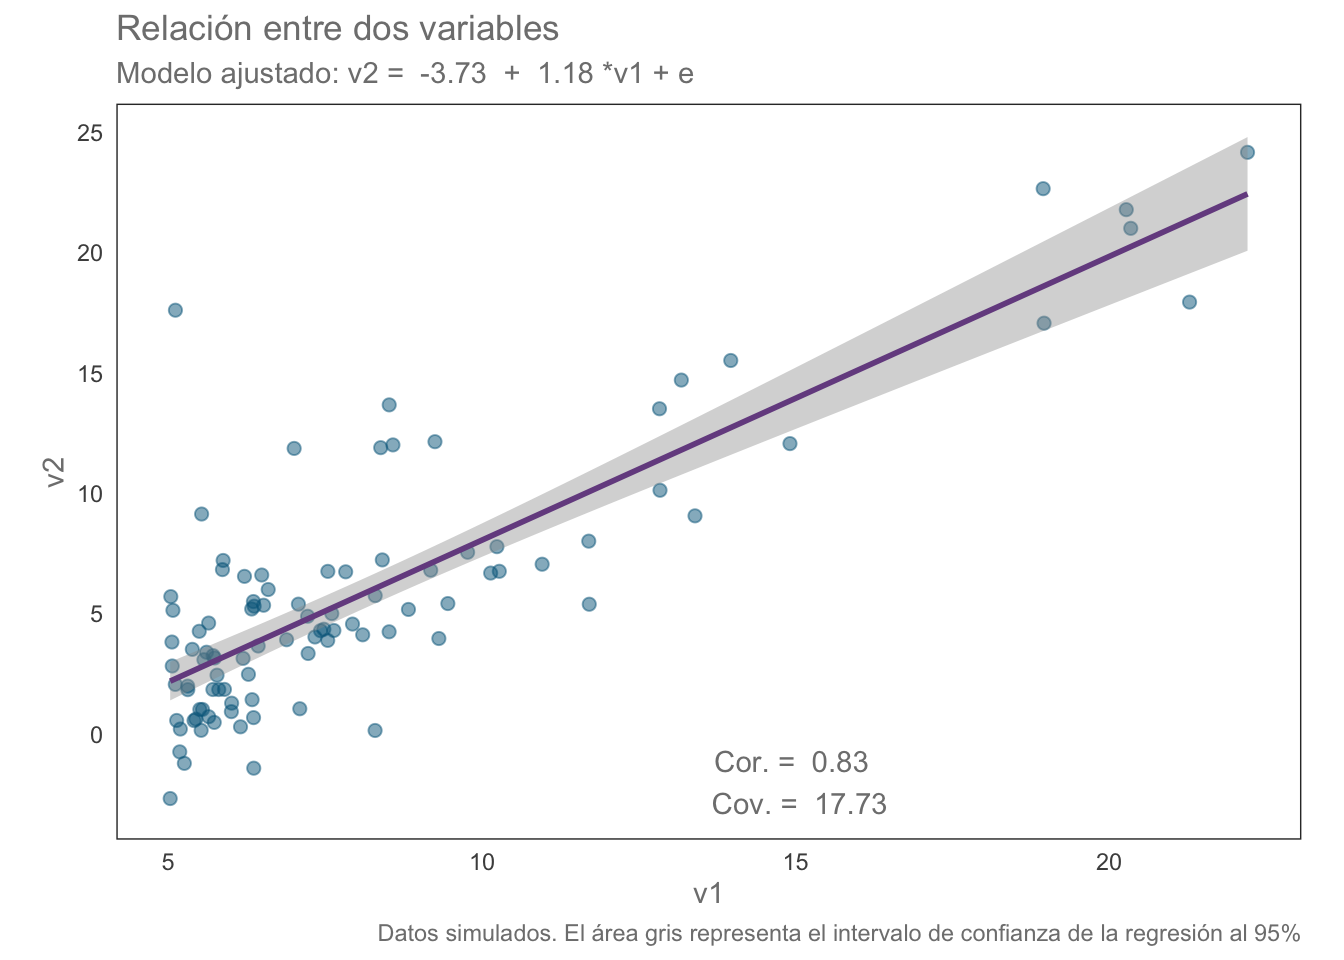 Relación entre dos variables
Modelo ajustado: v2 =  -3.73  +  1.18 *v1 + e
25
20
15
10
5
0
v2
Cor. =  0.83
Cov. =  17.73
5 10 15 20
v1
Datos simulados. El área gris representa el intervalo de confianza de la regresión al 95%